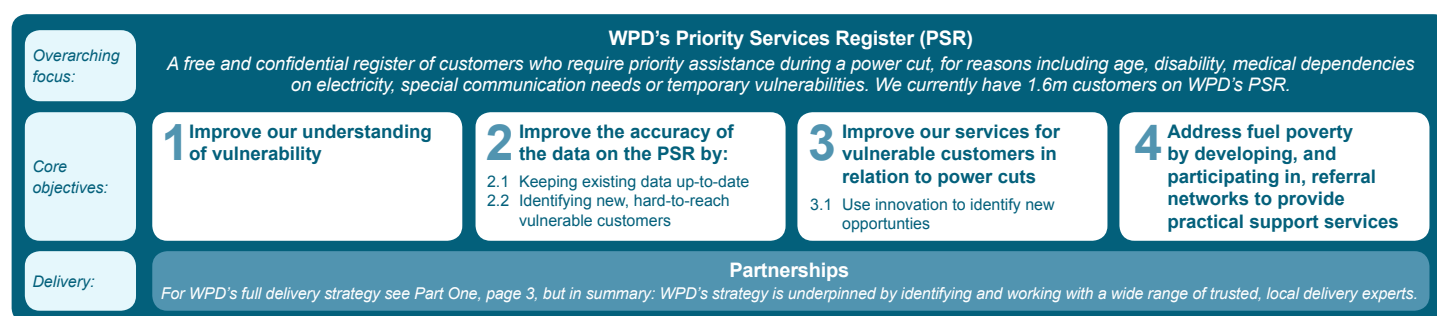 Overarching
focus:
WPD's Priority Services Register (PSR)
A free and confidential register of customers who require priority assistance during a power cut, for reasons including age, disability, medical dependencies
on electricity, special communication needs or temporary vulnerabilities. We currently have 1.6m customers on WPD's PSR.
Core
objectives:
1 Improve our understanding
of vulnerability
2 Improve the accuracy of
the data on the PSR by:
2.1 Keeping existing data up-to-date
2.2 Identifying new, hard-to-reach
vulnerable customers
3 Improve our services for
vulnerable customers in
relation to power cuts
3.1 Use innovation to identify new
opportunties
4 Address fuel poverty
by developing, and
participating in, referral
networks to provide
practical support services
Delivery:
Partnerships
For WPD's full delivery strategy see Part One, page 3, but in summary: WPD's strategy is underpinned by identifying and working with a wide range of trusted, local delivery experts.